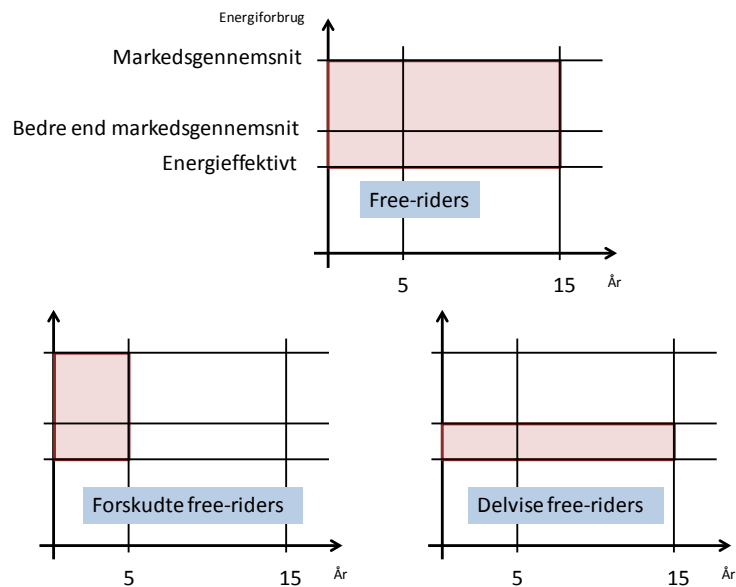 Energiforbrug
Markedsgennemsnit
Bedre end markedsgennemsnit
Energieffektivt
Free-riders
5 15 År
Forskudte free-riders
Delvise free-riders
5 15 År
5 15 År